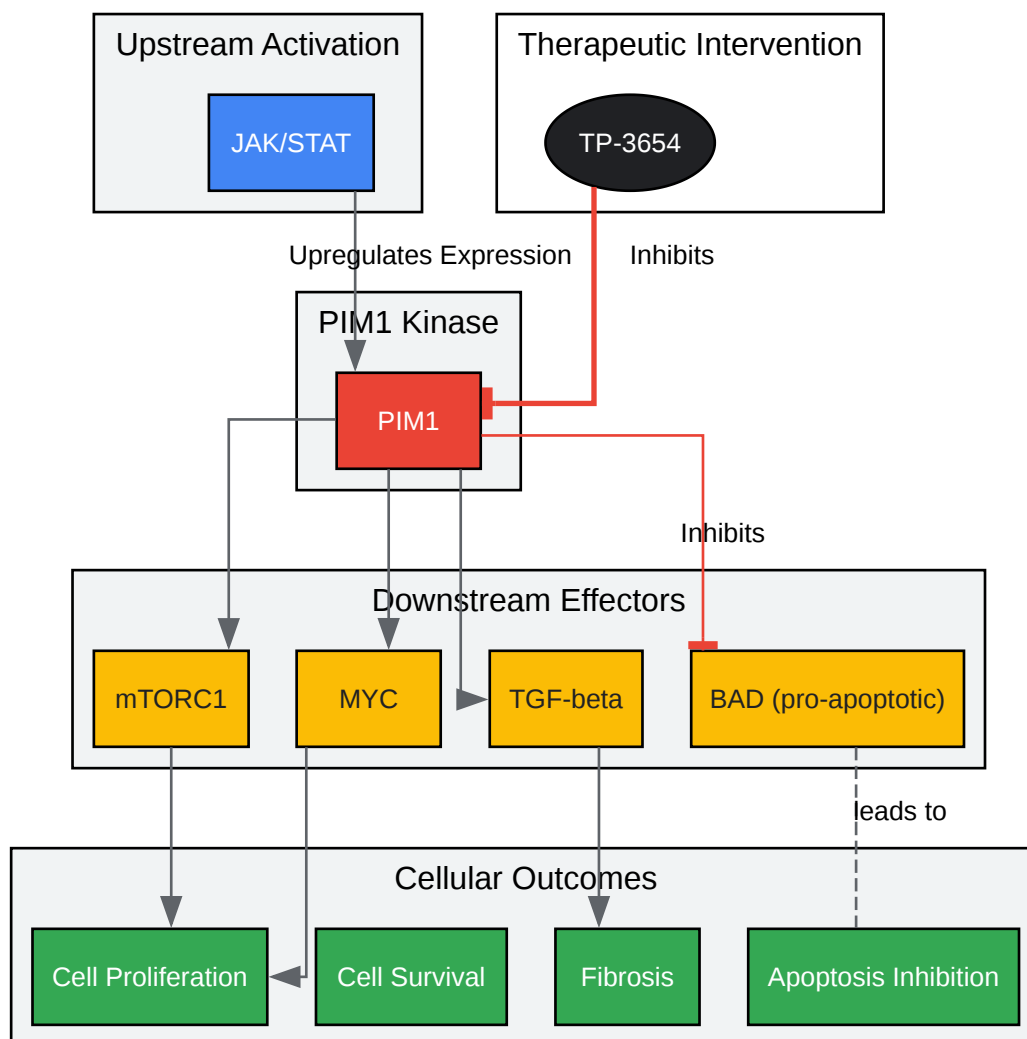 Upstream Activation
Therapeutic Intervention
JAK/STAT
TP-3654
Upregulates Expression
Inhibits
PIM1 Kinase
PIM1
Inhibits
Downstream Effectors
mTORC1
MYC
TGF-beta
BAD (pro-apoptotic)
leads to
Cellular Outcomes
Cell Proliferation
Cell Survival
Fibrosis
Apoptosis Inhibition